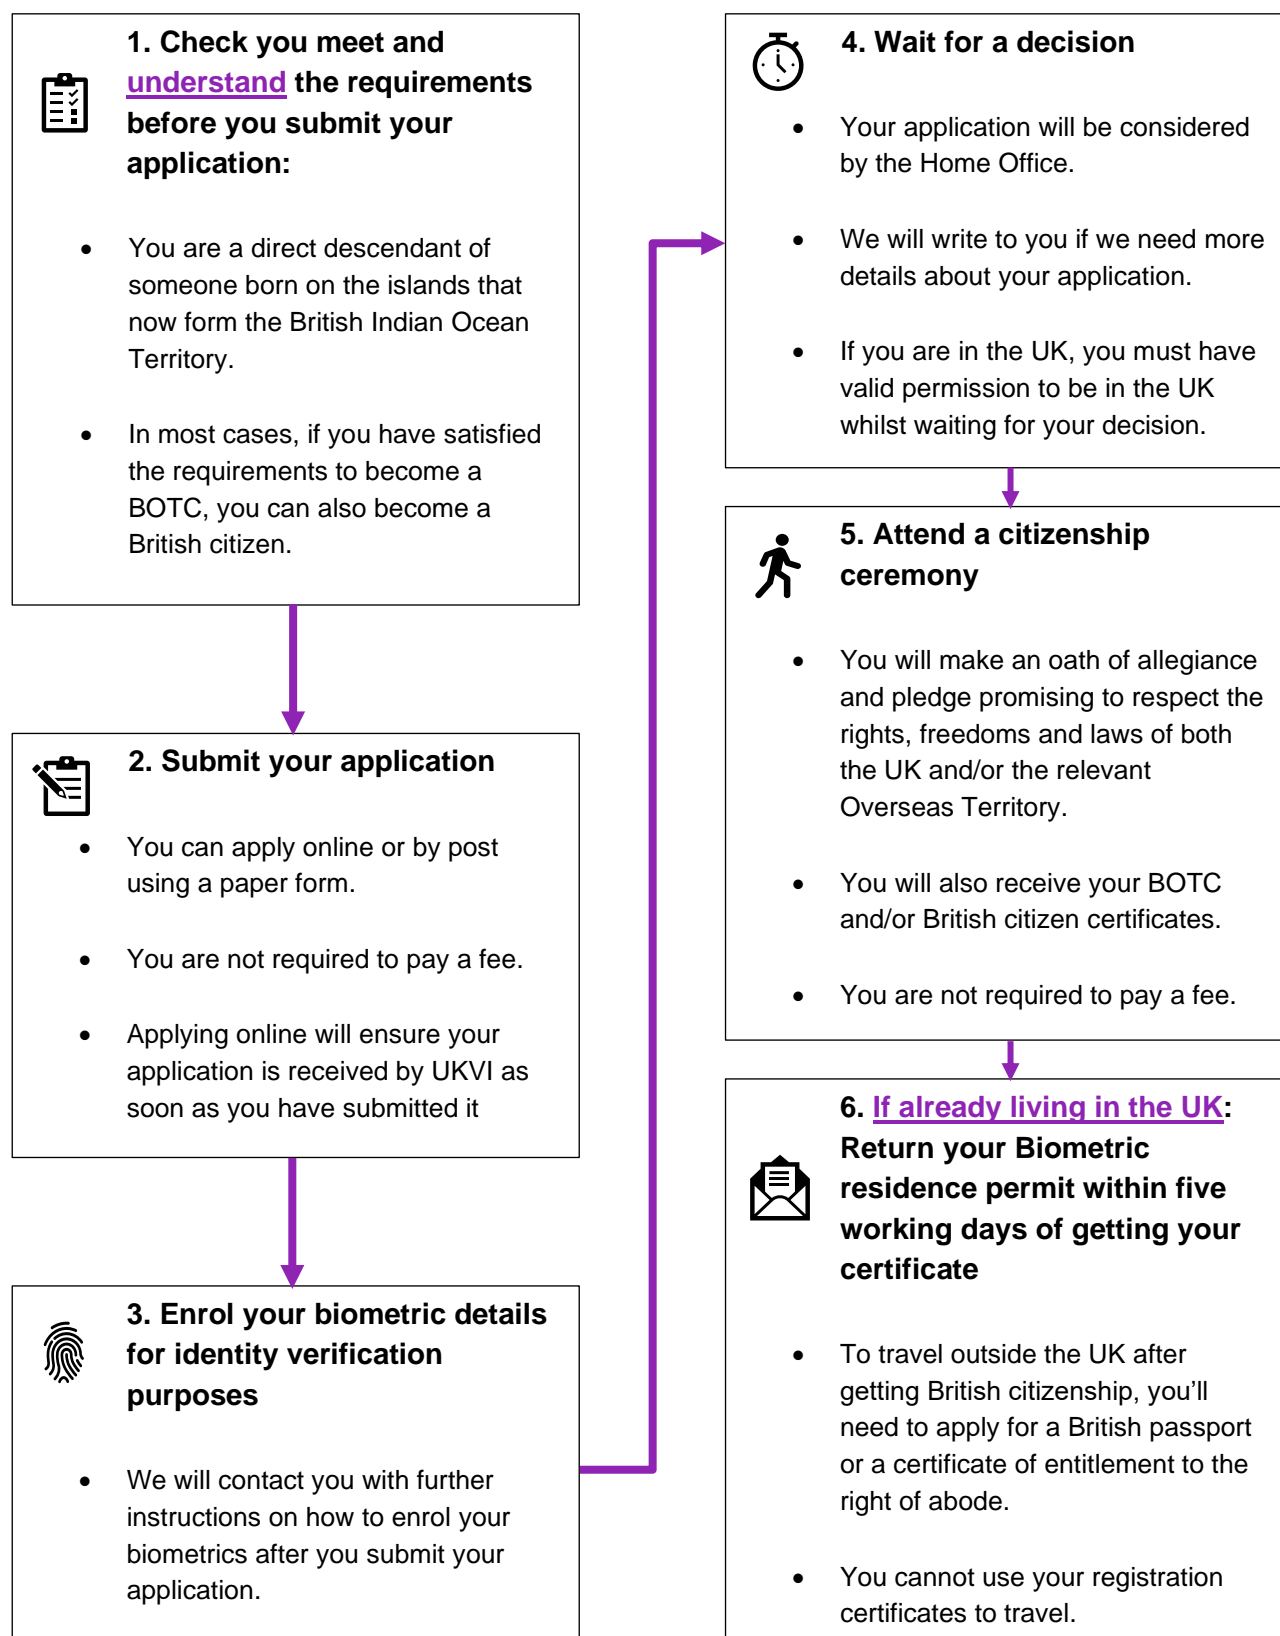 1. Check you meet and
understand the requirements
before you submit your
application:
• You are a direct descendant of
someone born on the islands that
now form the British Indian Ocean
Territory.
• In most cases, if you have satisfied
the requirements to become a
BOTC, you can also become a
British citizen.
2. Submit your application
• You can apply online or by post
using a paper form.
• You are not required to pay a fee.
• Applying online will ensure your
application is received by UKVI as
soon as you have submitted it
3. Enrol your biometric details
for identity verification
purposes
• We will contact you with further
instructions on how to enrol your
biometrics after you submit your
application.
4. Wait for a decision
• Your application will be considered
by the Home Office.
• We will write to you if we need more
details about your application.
• If you are in the UK, you must have
valid permission to be in the UK
whilst waiting for your decision.
5. Attend a citizenship
ceremony
• You will make an oath of allegiance
and pledge promising to respect the
rights, freedoms and laws of both
the UK and/or the relevant
Overseas Territory.
• You will also receive your BOTC
and/or British citizen certificates.
• You are not required to pay a fee.
6. If already living in the UK:
Return your Biometric
residence permit within five
working days of getting your
certificate
• To travel outside the UK after
getting British citizenship, you’ll
need to apply for a British passport
or a certificate of entitlement to the
right of abode.
• You cannot use your registration
certificates to travel.